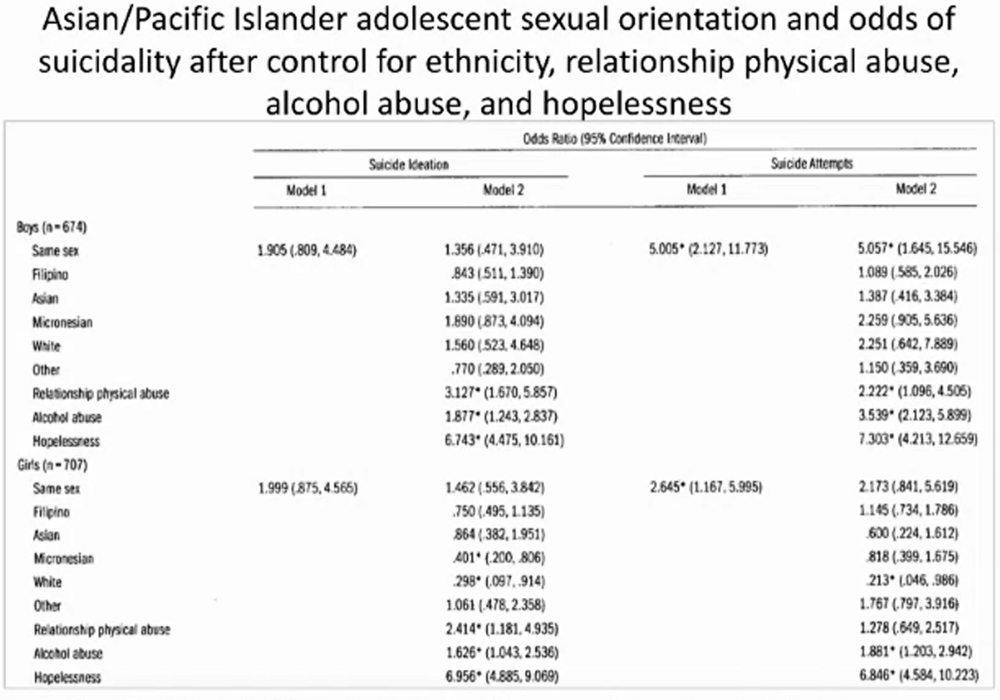 Asian/Pacific Islander adolescent sexual orientation and odds of
suicidality after control for ethnicity, relationship physical abuse,
alcohol abuse, and hopelessness
Odds Ratio (95% Confidence Interval)
Suicide Ideation Suicide Attempts
Model 1 Model 2 Model 1 Model 2
Boys (n=674)
Same sex 1.905 (.809, 4.484) 1.356 (.471, 3.910) 5.005* (2.127, 11.773) 5.057* (1.645, 15.546)
Filipino .843 (.511, 1.390) 1.089 (.585, 2.026)
Asian 1.335 (.591, 3.017) 1.387 (.416, 3.384)
Micronesian 1.890 (.873, 4.094) 2.259 (.905, 5.636)
White 1.560 (.523, 4.648) 2.251 (.642, 7.889)
Other .770 (.289, 2.050) 1.150 (.359, 3.690)
Relationship physical abuse 3.127* (1.670, 5.857) 2.222* (1.096, 4.505)
Alcohol abuse 1.877* (1.243, 2.837) 3.539* (2.123, 5.899)
Hopelessness 6.743* (4.475, 10.161) 7.303* (4.213, 12.659)
Girls (n=707)
Same sex 1.999 (.875, 4.565) 1.462 (.556, 3.842) 2.645* (1.167, 5.995) 2.173 (.841, 5.619)
Filipino .750 (.495, 1.135) 1.145 (.734, 1.786)
Asian .864 (.382, 1.951) .600 (.224, 1.612)
Micronesian .401* (.200, .806) .818 (.399, 1.675)
White .298* (.097, .914) .213* (.046, .986)
Other 1.061 (.478, 2.358) 1.767 (.797, 3.916)
Relationship physical abuse 2.414* (1.181, 4.935) 1.278 (.649, 2.517)
Alcohol abuse 1.626* (1.043, 2.536) 1.881* (1.203, 2.942)
Hopelessness 6.956* (4.885, 9.069) 6.846* (4.584, 10.223)